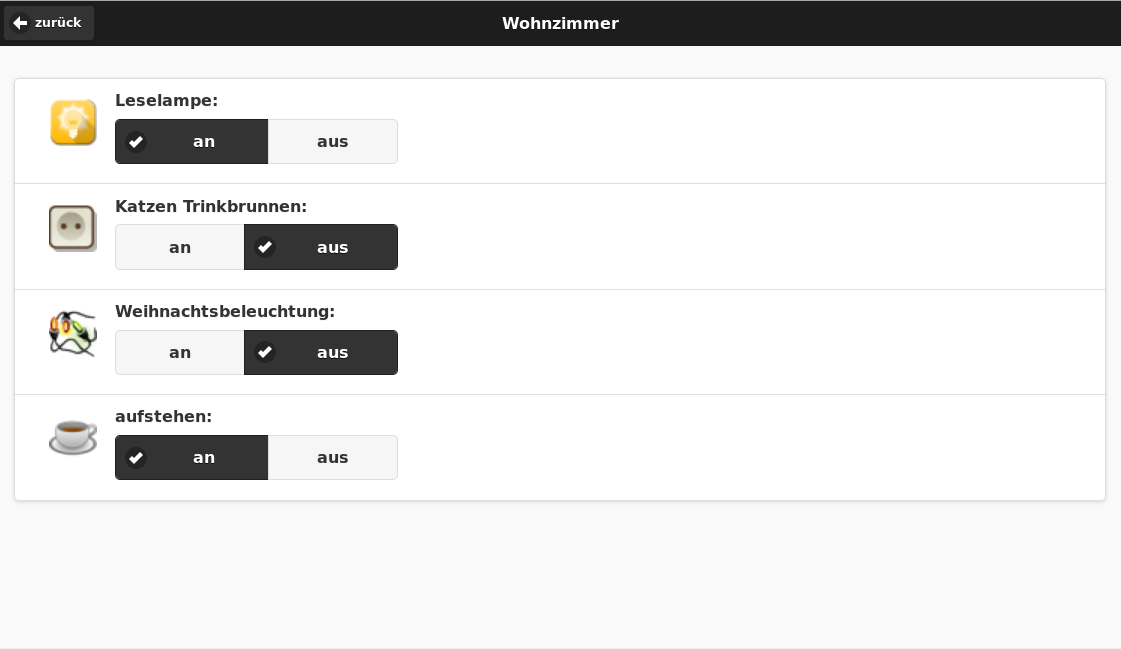 zurück
Wohnzimmer
Leselampe:
an aus
Katzen Trinkbrunnen:
an aus
Weihnachtsbeleuchtung:
an aus
aufstehen:
an aus